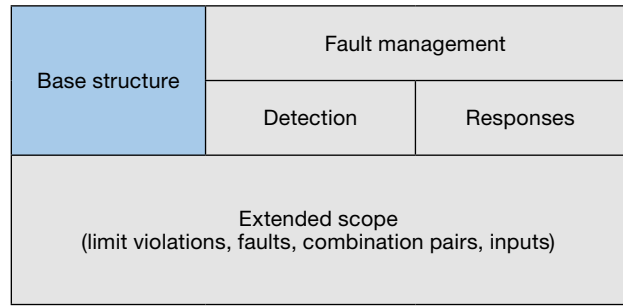 Base structure
Fault management
Detection
Responses
Extended scope
(limit violations, faults, combination pairs, inputs)